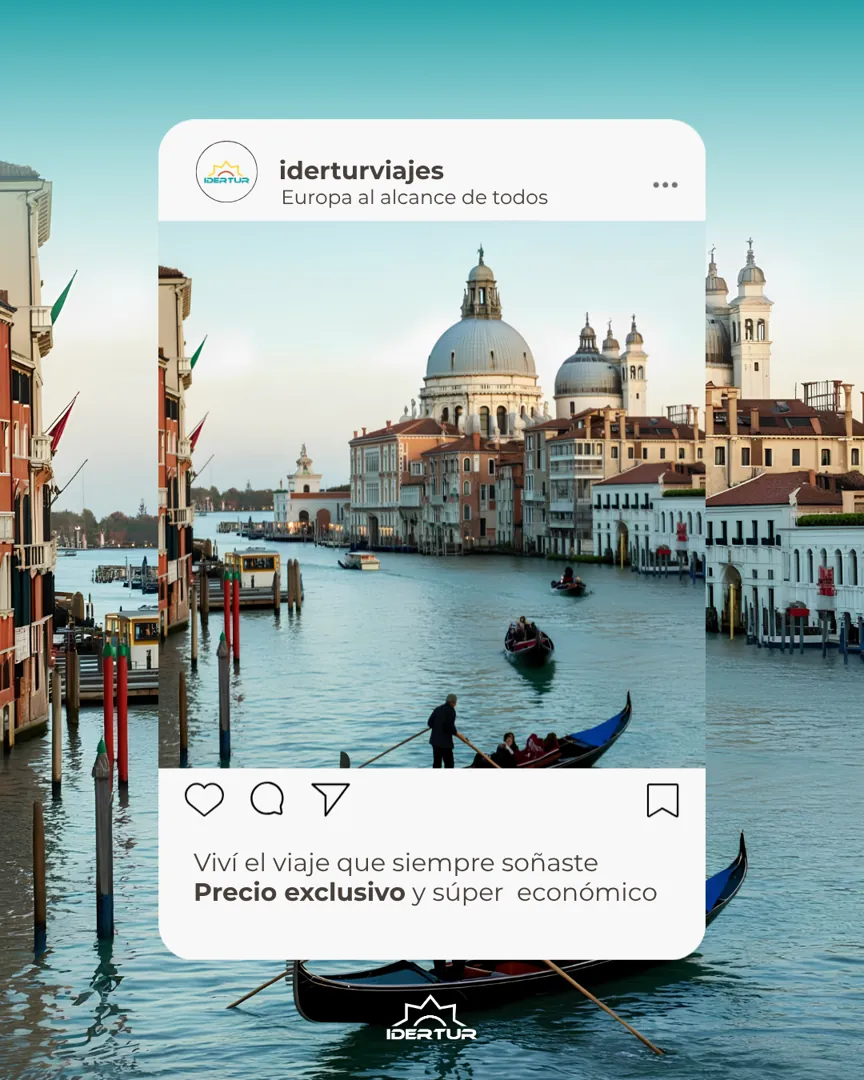 IDERTUR
iderturviajes
Europa al alcance de todos
Viví el viaje que siempre soñaste
Precio exclusivo y súper económico
IDERTUR